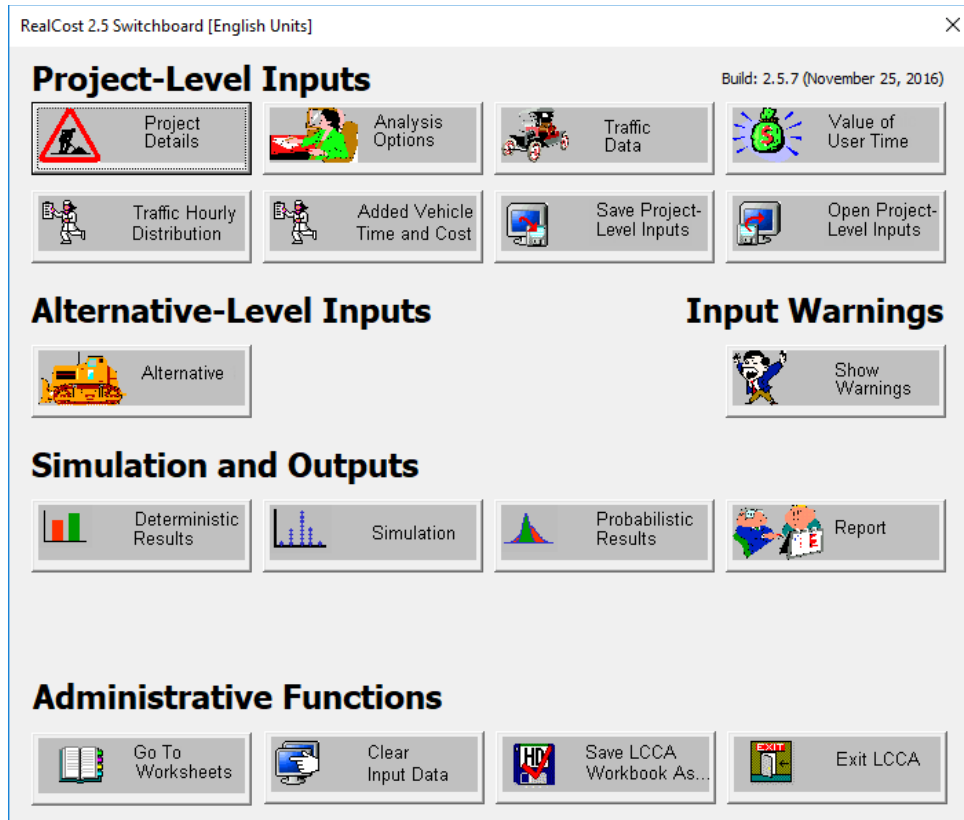 RealCost 2.5 Switchboard [English Units]
Project-Level Inputs
Build: 2.5.7 (November 25, 2016)
Project
Details
Analysis
Options
Traffic
Data
Value of
User Time
Traffic Hourly
Distribution
Added Vehicle
Time and Cost
Save Project-
Level Inputs
Open Project-
Level Inputs
Alternative-Level Inputs
Input Warnings
Alternative
Show
Warnings
Simulation and Outputs
Deterministic
Results
Simulation
Probabilistic
Results
Report
Administrative Functions
Go To
Worksheets
Clear
Input Data
HD
Save LCCA
Workbook As...
EXIT
Exit LCCA